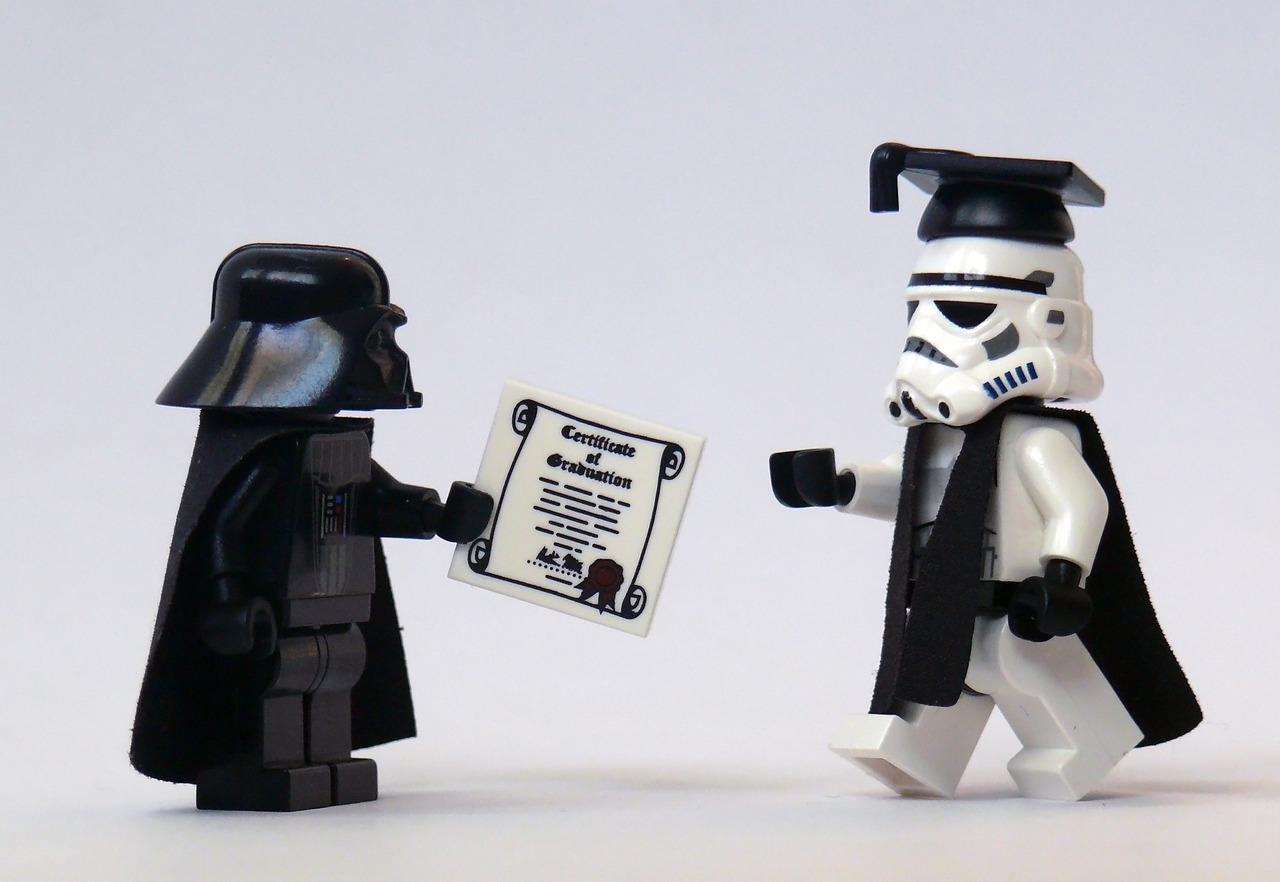 Certificate
of
Graduation